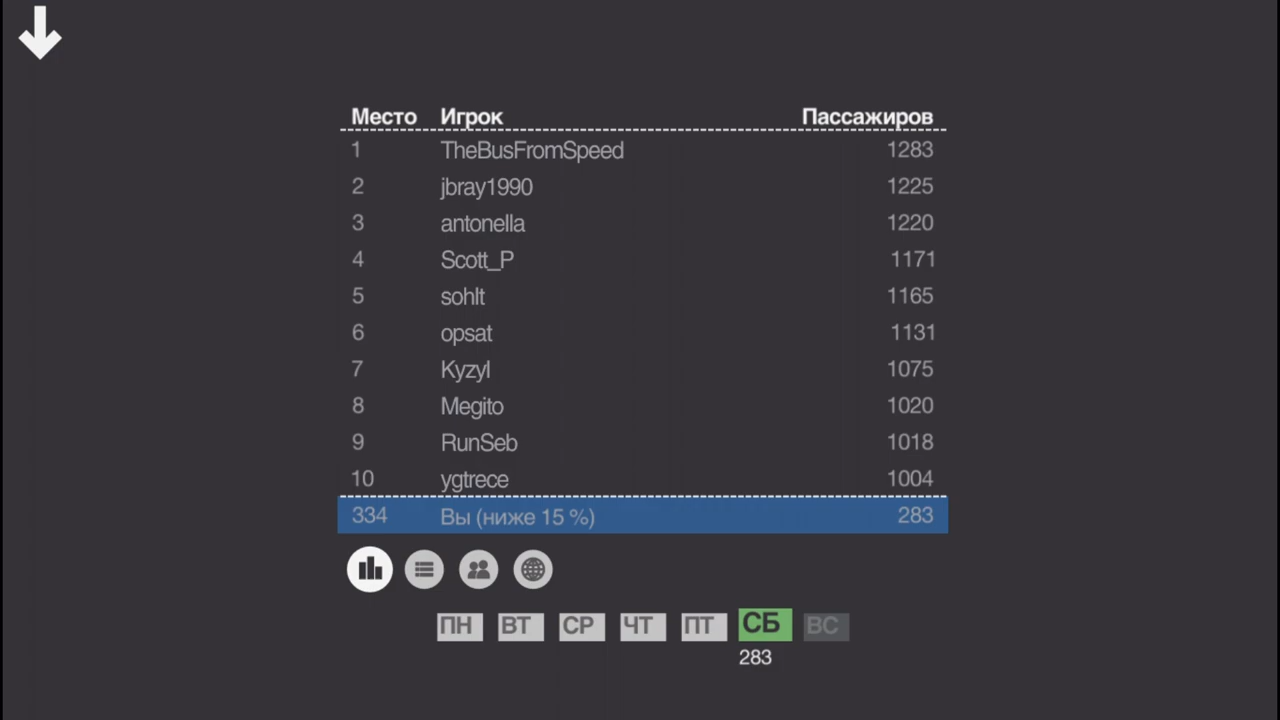 Место Игрок Пассажиров
1 TheBusFromSpeed 1283
2 jbray1990 1225
3 antonella 1220
4 Scott_P 1171
5 sohlt 1165
6 opsat 1131
7 Kyzyl 1075
8 Megito 1020
9 RunSeb 1018
10 ygtrece 1004
334 Вы (ниже 15 %) 283
ПН ВТ СР ЧТ ПТ СБ ВС
283